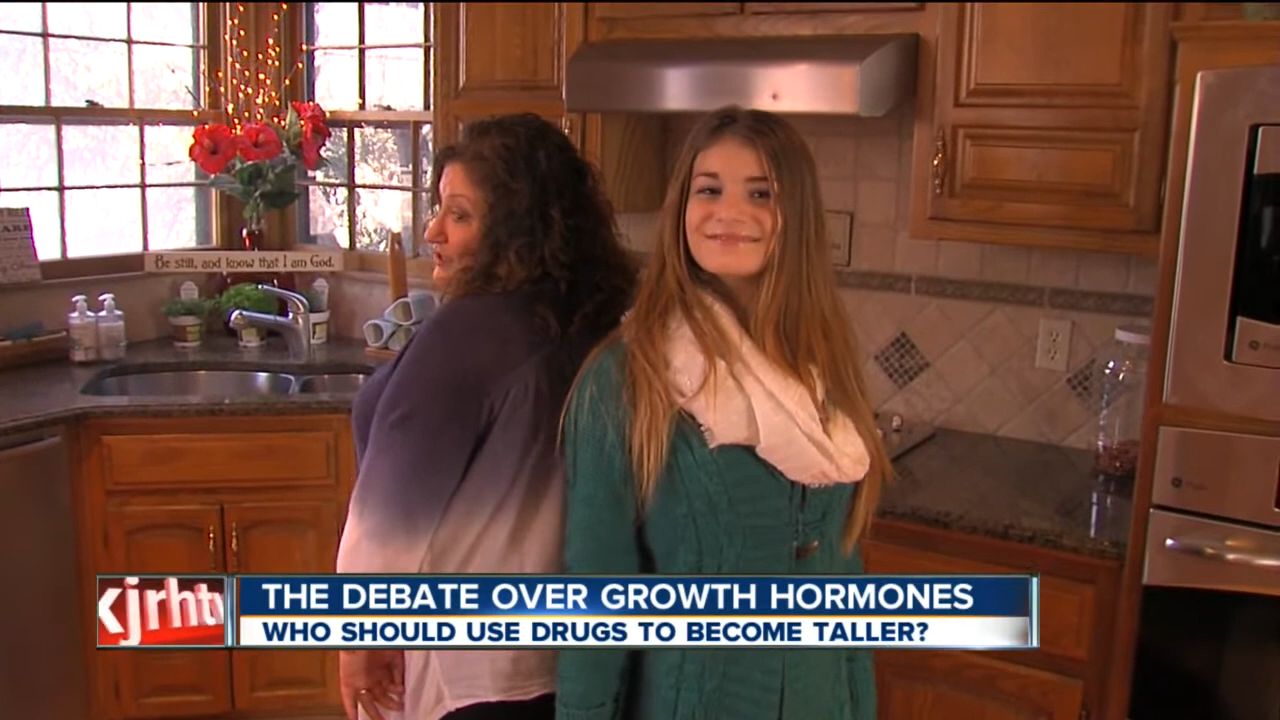 ARE
Be still, and know that I am God.
kjrhtv
THE DEBATE OVER GROWTH HORMONES
WHO SHOULD USE DRUGS TO BECOME TALLER?